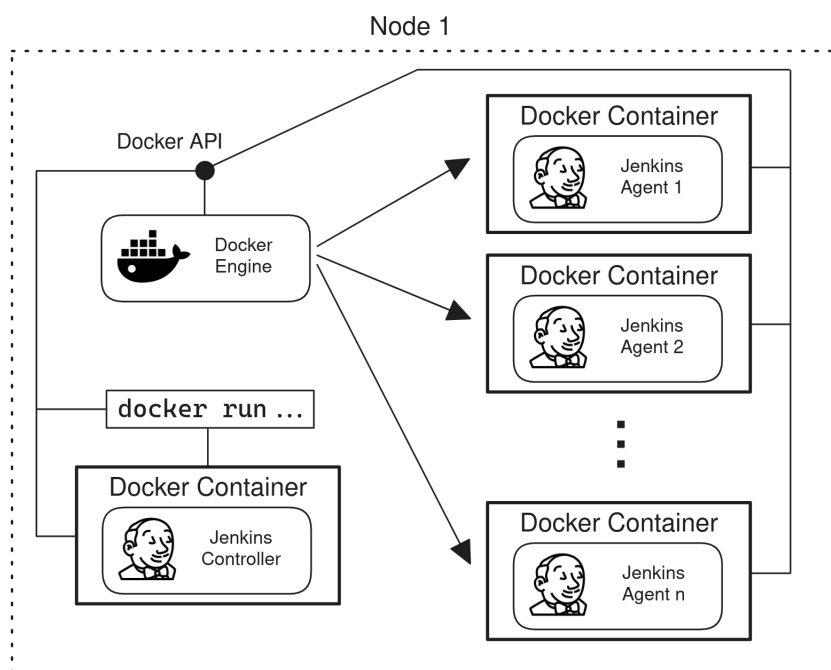 Node 1
Docker API
Docker
Engine
docker run ...
Docker Container
Jenkins
Controller
Docker Container
Jenkins
Agent 1
Docker Container
Jenkins
Agent 2
Docker Container
Jenkins
Agent n